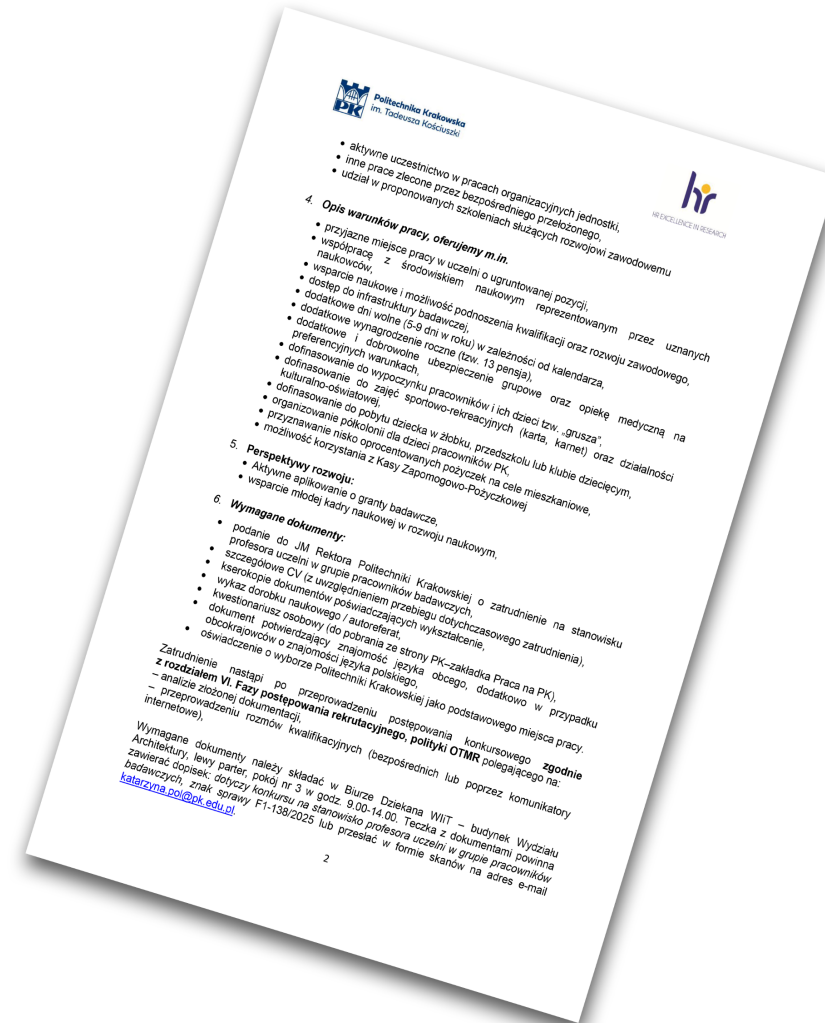 Politechnika Krakowska
im. Tadeusza Kościuszki
PK
hr
HR EXCELLENCE IN RESEARCH
• aktywne uczestnictwo w pracach organizacyjnych jednostki,
• inne prace zlecone przez bezpośredniego przełożonego,
• udział w proponowanych szkoleniach służących rozwojowi zawodowemu
4. Opis warunków pracy, oferujemy m.in.
• przyjazne miejsce pracy w uczelni o ugruntowanej pozycji,
• współpracę z środowiskiem naukowym reprezentowanym przez uznanych
naukowców,
• wsparcie naukowe i możliwość podnoszenia kwalifikacji oraz rozwoju zawodowego,
• dostęp do infrastruktury badawczej,
• dodatkowe dni wolne (5-9 dni w roku) w zależności od kalendarza,
• dodatkowe wynagrodzenie roczne (tzw. 13 pensja),
• dodatkowe i dobrowolne ubezpieczenie grupowe oraz opiekę medyczną na
preferencyjnych warunkach,
• dofinasowanie do wypoczynku pracowników i ich dzieci tzw. „grusza”,
• dofinasowanie do zajęć sportowo-rekreacyjnych (karta, karnet) oraz działalności
kulturalno-oświatowej,
• dofinasowanie do pobytu dziecka w żłobku, przedszkolu lub klubie dziecięcym,
• organizowanie półkolonii dla dzieci pracowników PK,
• przyznawanie nisko oprocentowanych pożyczek na cele mieszkaniowe,
• możliwość korzystania z Kasy Zapomogowo-Pożyczkowej
5. Perspektywy rozwoju:
• Aktywne aplikowanie o granty badawcze,
• wsparcie młodej kadry naukowej w rozwoju naukowym,
6. Wymagane dokumenty:
• podanie do JM Rektora Politechniki Krakowskiej o zatrudnienie na stanowisku
profesora uczelni w grupie pracowników badawczych,
• szczegółowe CV (z uwzględnieniem przebiegu dotychczasowego zatrudnienia),
• kserokopie dokumentów poświadczających wykształcenie,
• wykaz dorobku naukowego / autoreferat,
• kwestionariusz osobowy (do pobrania ze strony PK–zakładka Praca na PK),
• dokument potwierdzający znajomość języka obcego, dodatkowo w przypadku
obcokrajowców o znajomości języka polskiego,
• oświadczenie o wyborze Politechniki Krakowskiej jako podstawowego miejsca pracy.
Zatrudnienie nastąpi po przeprowadzeniu postępowania konkursowego zgodnie
z rozdziałem VI. Fazy postępowania rekrutacyjnego, polityki OTMR polegającego na:
– analizie złożonej dokumentacji,
– przeprowadzeniu rozmów kwalifikacyjnych (bezpośrednich lub poprzez komunikatory
internetowe),
Wymagane dokumenty należy składać w Biurze Dziekana WIiT – budynek Wydziału
Architektury, lewy parter, pokój nr 3 w godz. 9.00-14.00. Teczka z dokumentami powinna
zawierać dopisek: dotyczy konkursu na stanowisko profesora uczelni w grupie pracowników
badawczych, znak sprawy F1-138/2025 lub przesłać w formie skanów na adres e-mail
katarzyna.pol@pk.edu.pl.
2